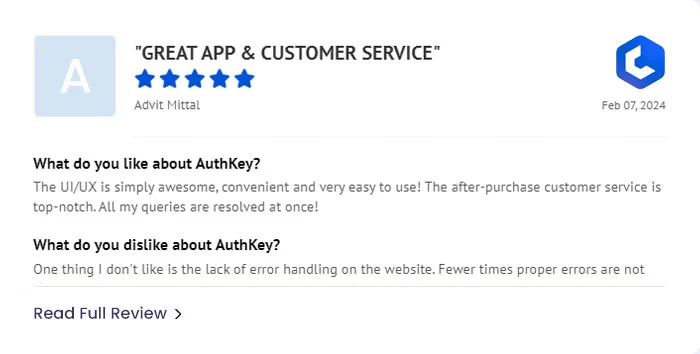 A
"GREAT APP & CUSTOMER SERVICE"
Advit Mittal
Feb 07, 2024
What do you like about AuthKey?
The UI/UX is simply awesome, convenient and very easy to use! The after-purchase customer service is
top-notch. All my queries are resolved at once!
What do you dislike about AuthKey?
One thing I don't like is the lack of error handling on the website. Fewer times proper errors are not
Read Full Review